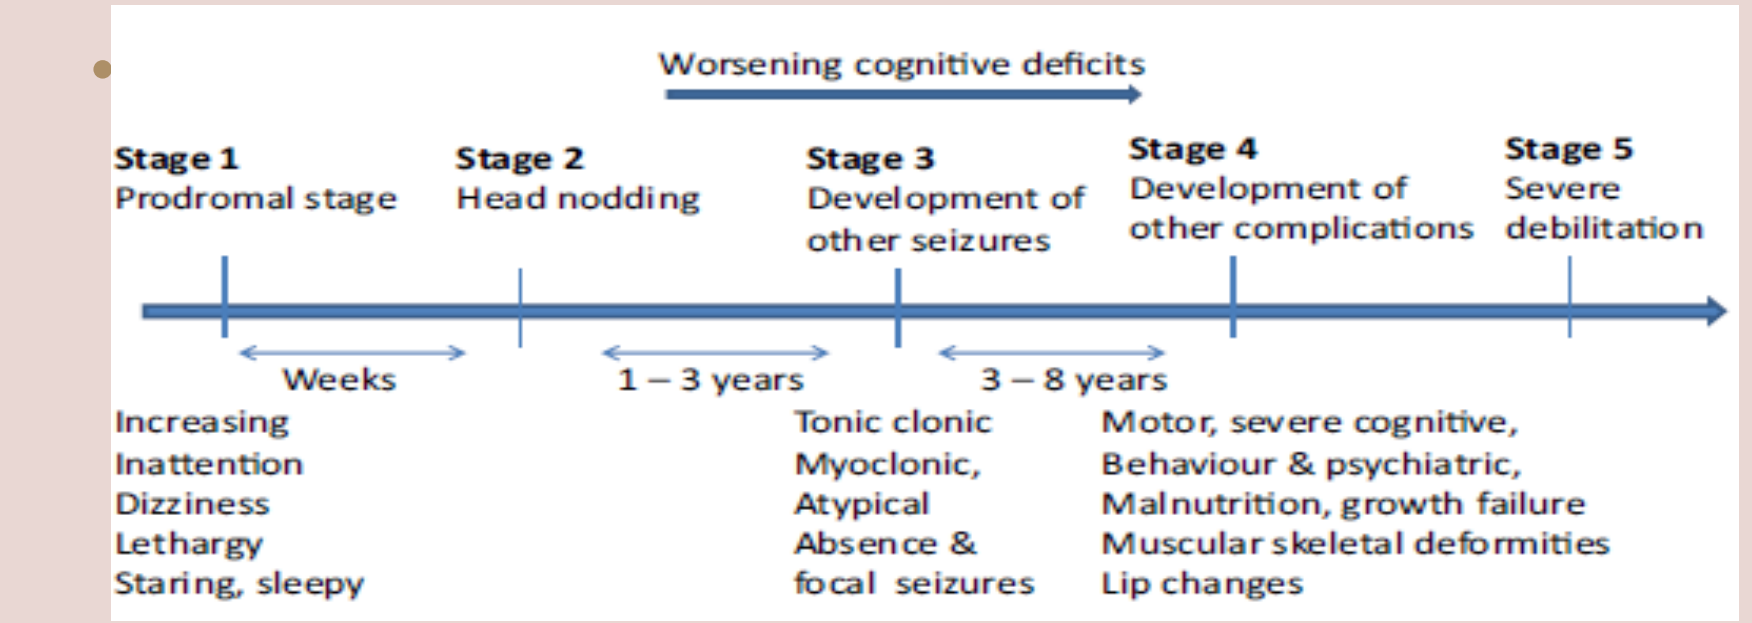 Worsening cognitive deficits
Stage 1
Prodromal stage
Stage 2
Head nodding
Stage 3
Development of
other seizures
Stage 4
Development of
other complications
Stage 5
Severe
debilitation
Weeks
1 – 3 years
3 – 8 years
Increasing
Inattention
Dizziness
Lethargy
Staring, sleepy
Tonic clonic
Myoclonic,
Atypical
Absence &
focal seizures
Motor, severe cognitive,
Behaviour & psychiatric,
Malnutrition, growth failure
Muscular skeletal deformities
Lip changes